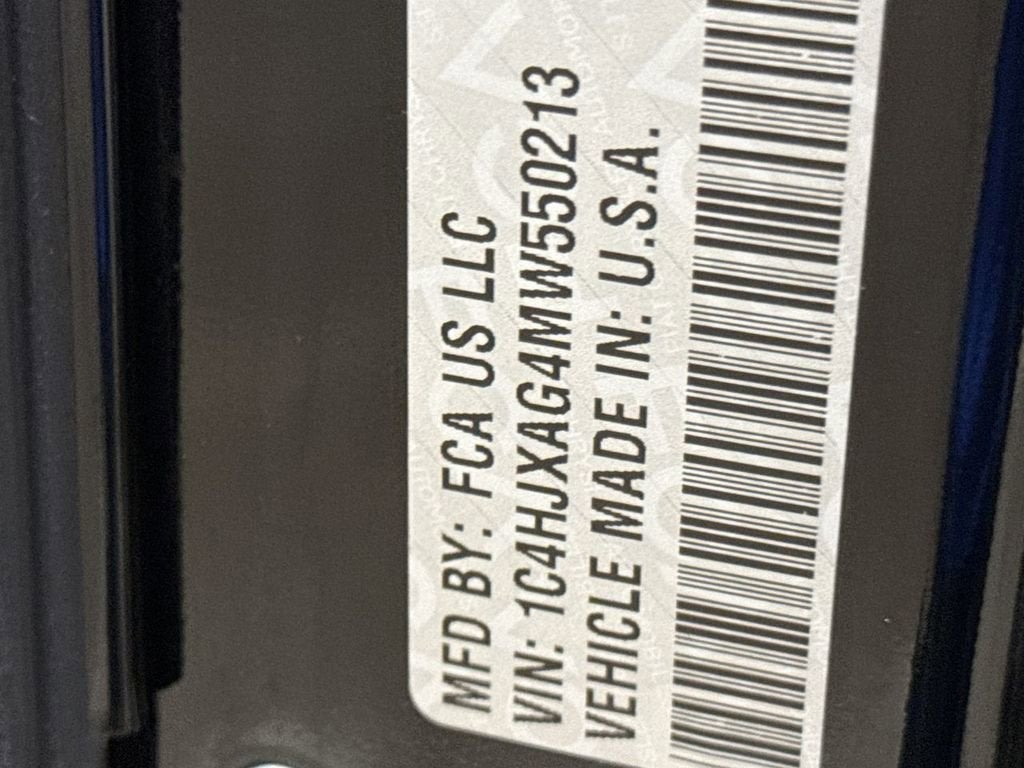 MFD BY: FCA US LLC
VIN: 1C4HJXAG4MW550213
VEHICLE MADE IN: U.S.A.